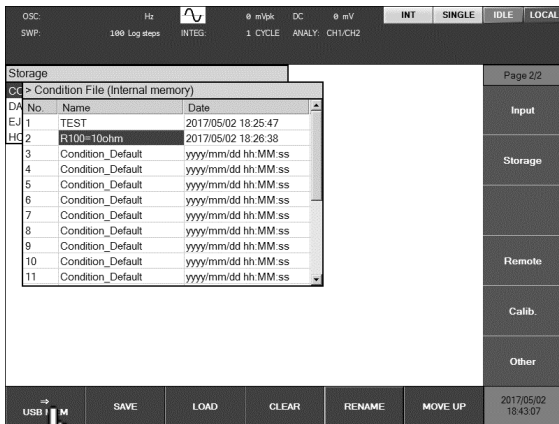 OSC: Hz 0 mVpk DC 0 mV INT SINGLE IDLE LOCAL
SWP: 100 Log steps INTEG: 1 CYCLE ANALY: CH1/CH2
Storage
> Condition File (Internal memory)
No. Name Date
1 TEST 2017/05/02 18:25:47
2 R100=10ohm 2017/05/02 18:26:38
3 Condition_Default yyyy/mm/dd hh:MM:ss
4 Condition_Default yyyy/mm/dd hh:MM:ss
5 Condition_Default yyyy/mm/dd hh:MM:ss
6 Condition_Default yyyy/mm/dd hh:MM:ss
7 Condition_Default yyyy/mm/dd hh:MM:ss
8 Condition_Default yyyy/mm/dd hh:MM:ss
9 Condition_Default yyyy/mm/dd hh:MM:ss
10 Condition_Default yyyy/mm/dd hh:MM:ss
11 Condition_Default yyyy/mm/dd hh:MM:ss
Page 2/2
Input
Storage
Remote
Calib.
Other
⇒
USB SAVE LOAD CLEAR RENAME MOVE UP
2017/05/02
18:43:07